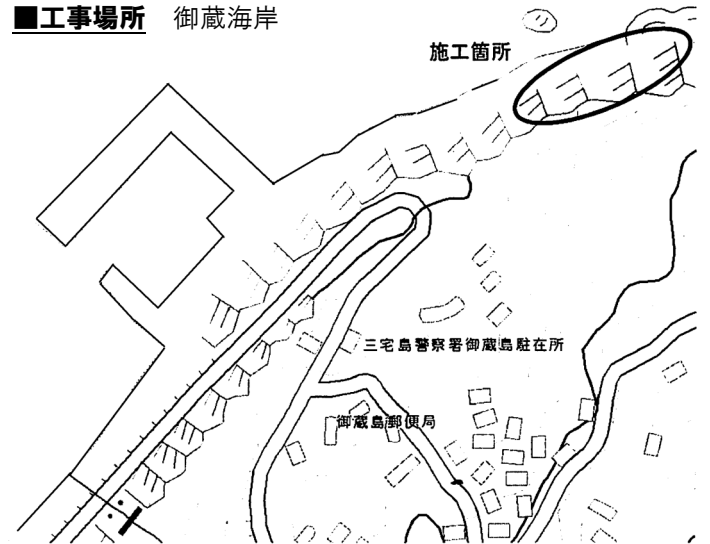 ■工事場所 御蔵海岸
施工箇所
三宅島警察署御蔵島駐在所
御蔵島郵便局